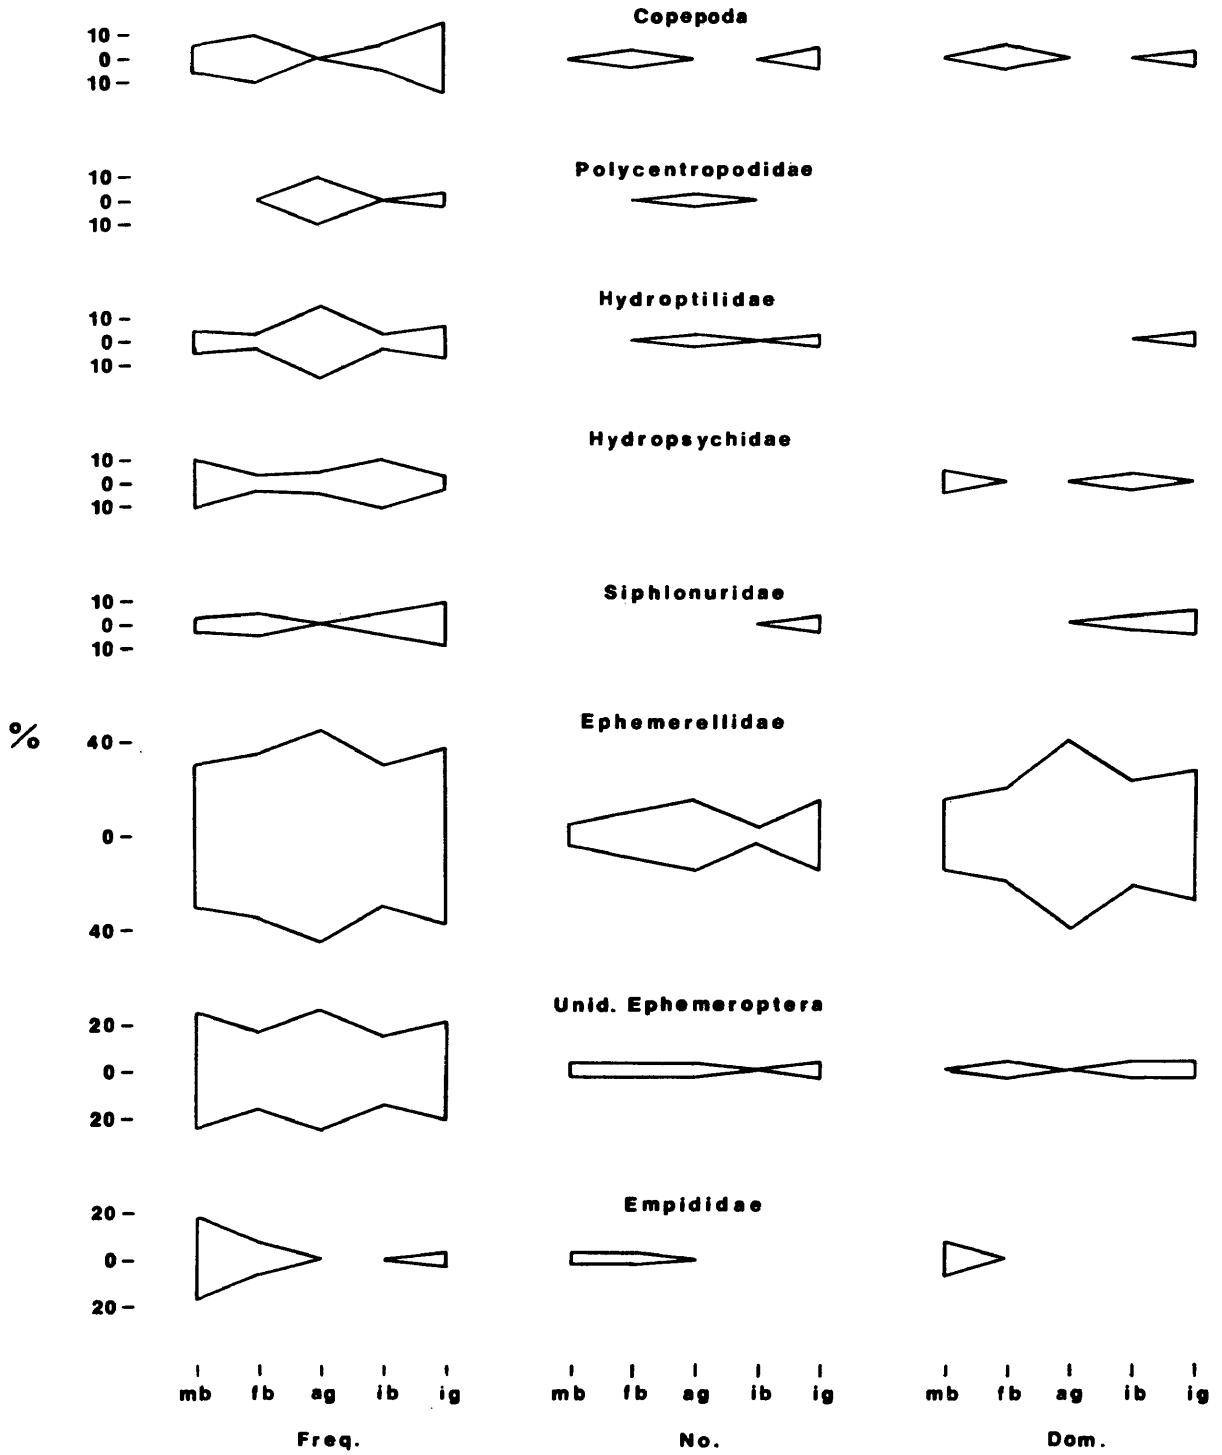 Copepoda
10 –
0 –
10 –
Polycentropodidae
10 –
0 –
10 –
Hydroptilidae
10 –
0 –
10 –
Hydropsychidae
10 –
0 –
10 –
Siphlonuridae
10 –
0 –
10 –
%
Ephemerellidae
40 –
0 –
40 –
Unid. Ephemeroptera
20 –
0 –
20 –
Empididae
20 –
0 –
20 –
mb fb ag ib ig mb fb ag ib ig mb fb ag ib ig
Freq. No. Dom.